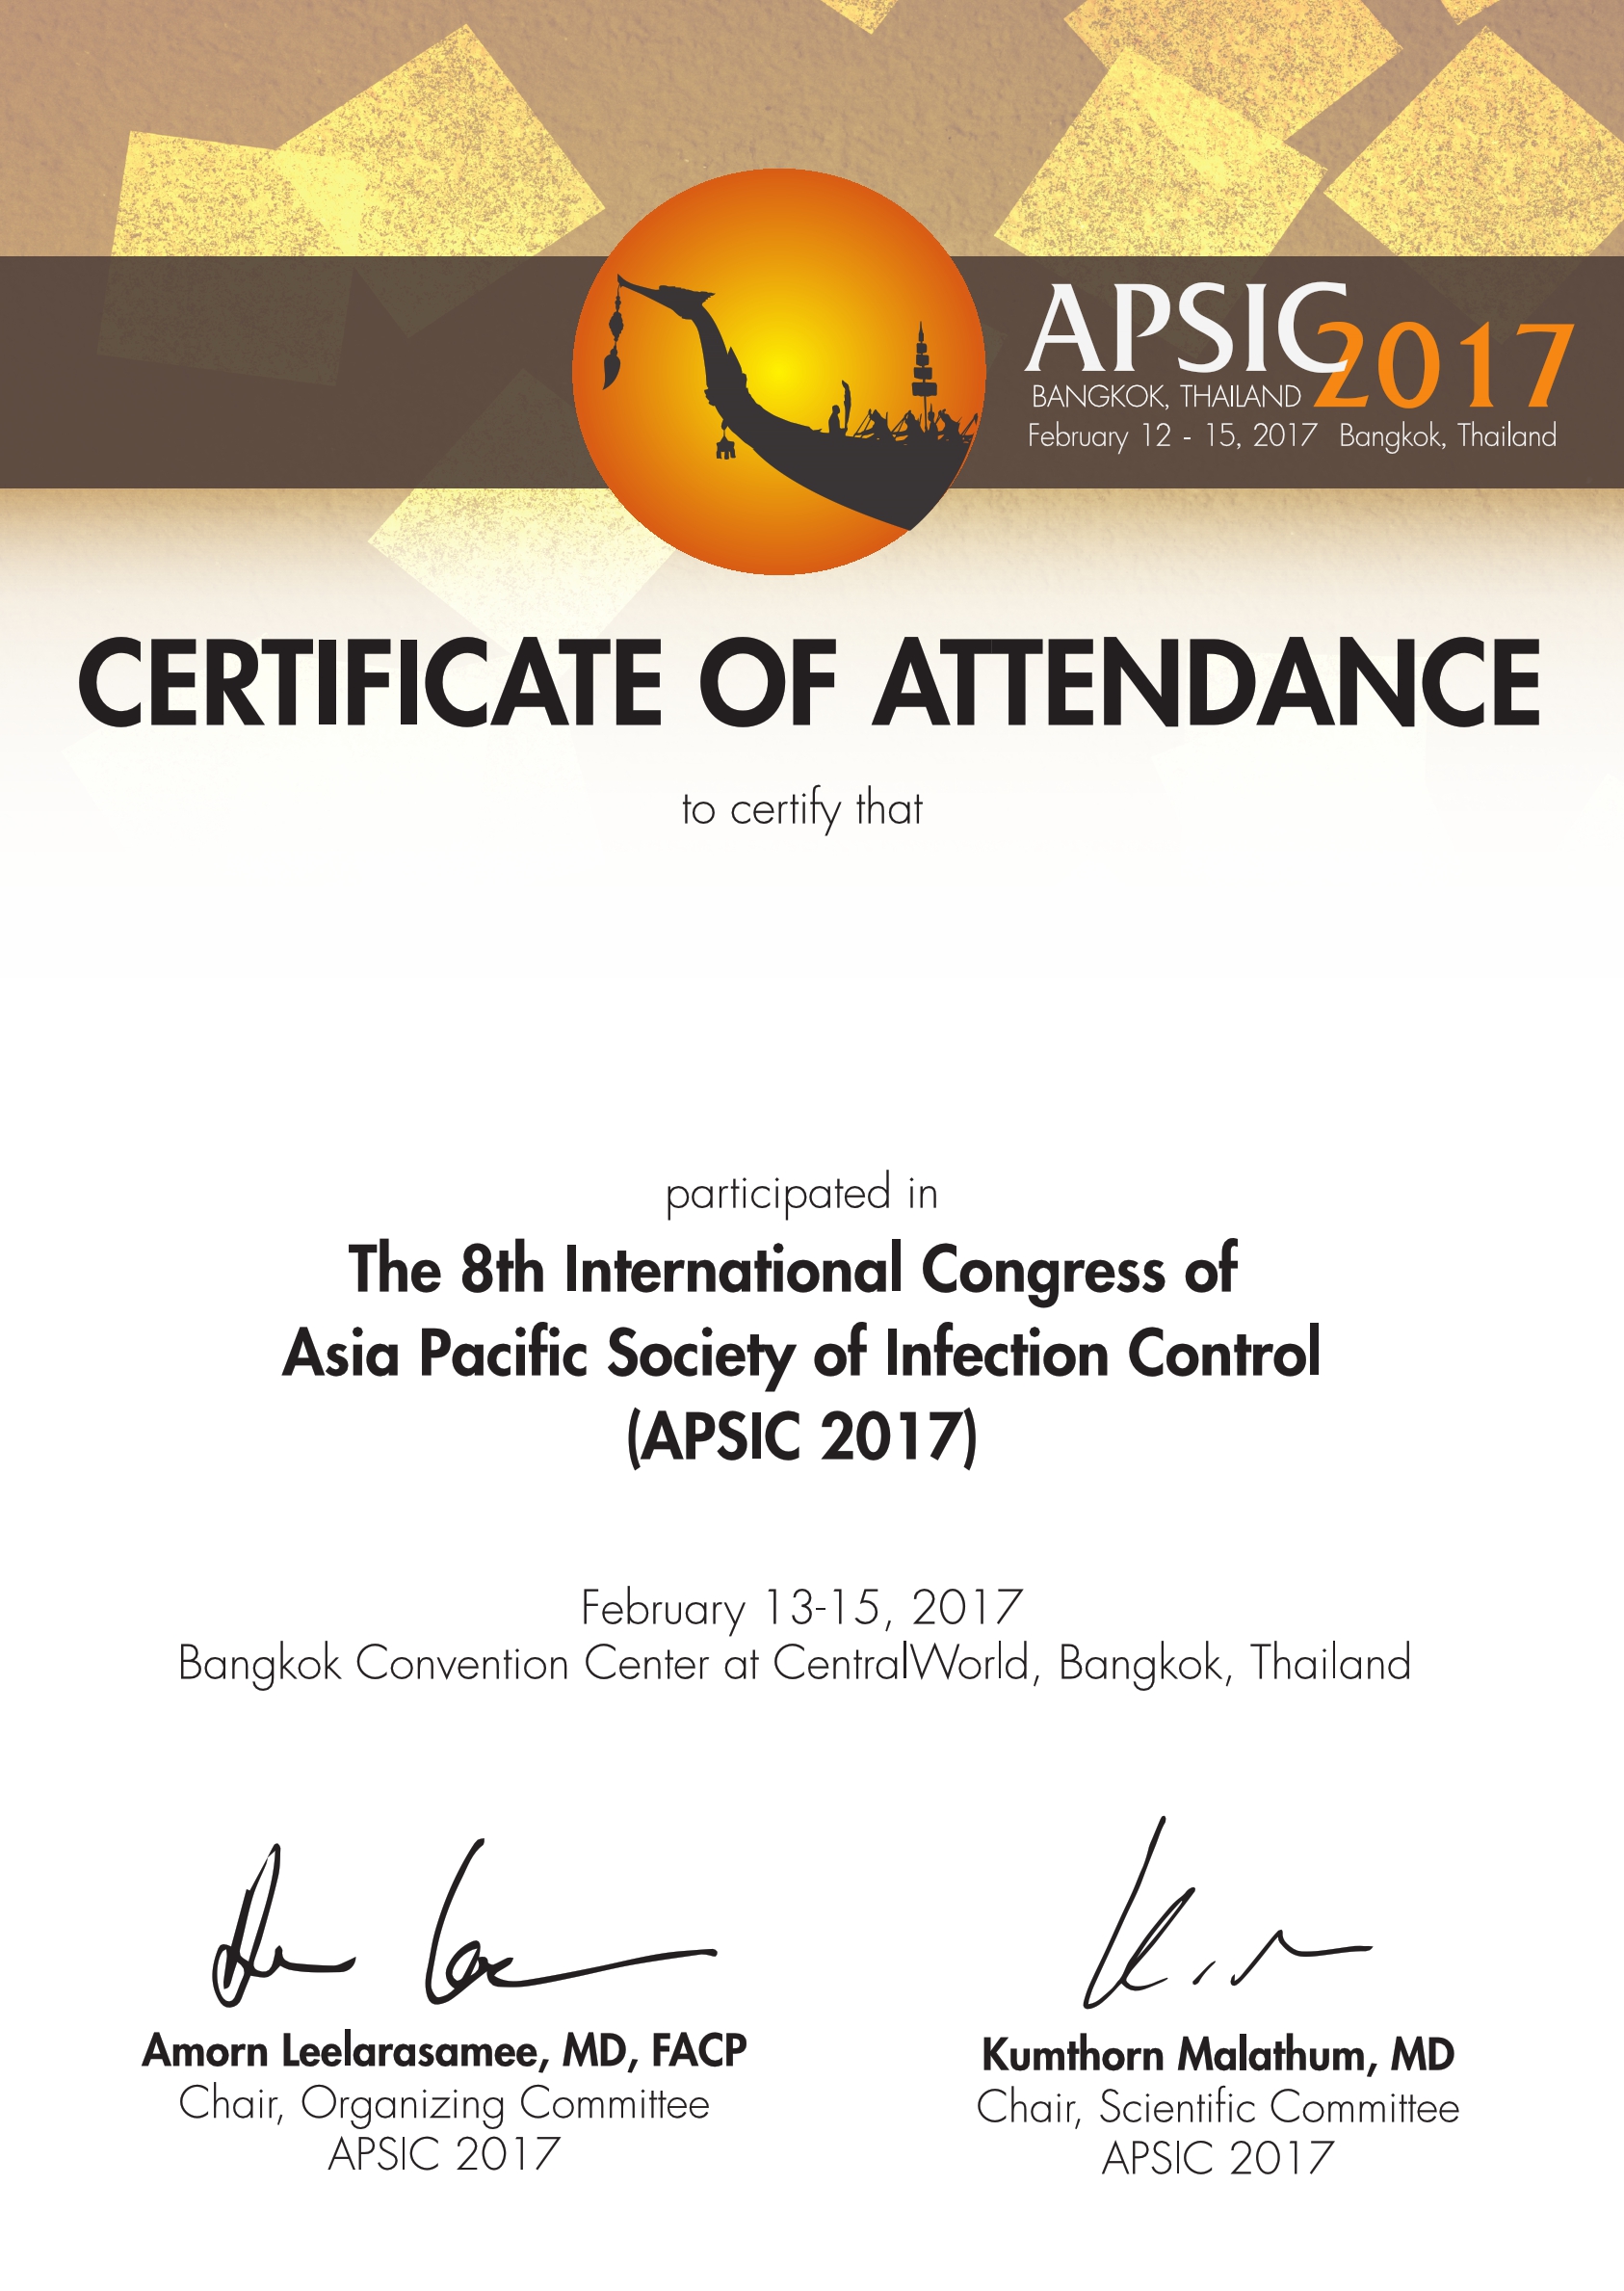 APSIC 2017
BANGKOK, THAILAND
February 12 - 15, 2017 Bangkok, Thailand
CERTIFICATE OF ATTENDANCE
to certify that
participated in
The 8th International Congress of
Asia Pacific Society of Infection Control
(APSIC 2017)
February 13-15, 2017
Bangkok Convention Center at CentralWorld, Bangkok, Thailand
Amorn Leelarasamee, MD, FACP
Chair, Organizing Committee
APSIC 2017
Kumthorn Malathum, MD
Chair, Scientific Committee
APSIC 2017